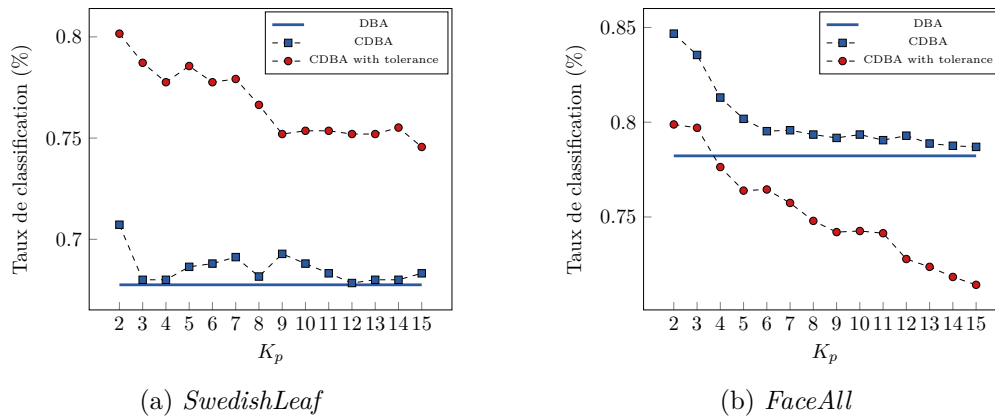 0.8
0.75
0.7
2 3 4 5 6 7 8 9 10 11 12 13 14 15
K_p
Taux de classification (%)
DBA
CDBA
CDBA with tolerance
(a) SwedishLeaf
0.85
0.8
0.75
2 3 4 5 6 7 8 9 10 11 12 13 14 15
K_p
Taux de classification (%)
DBA
CDBA
CDBA with tolerance
(b) FaceAll